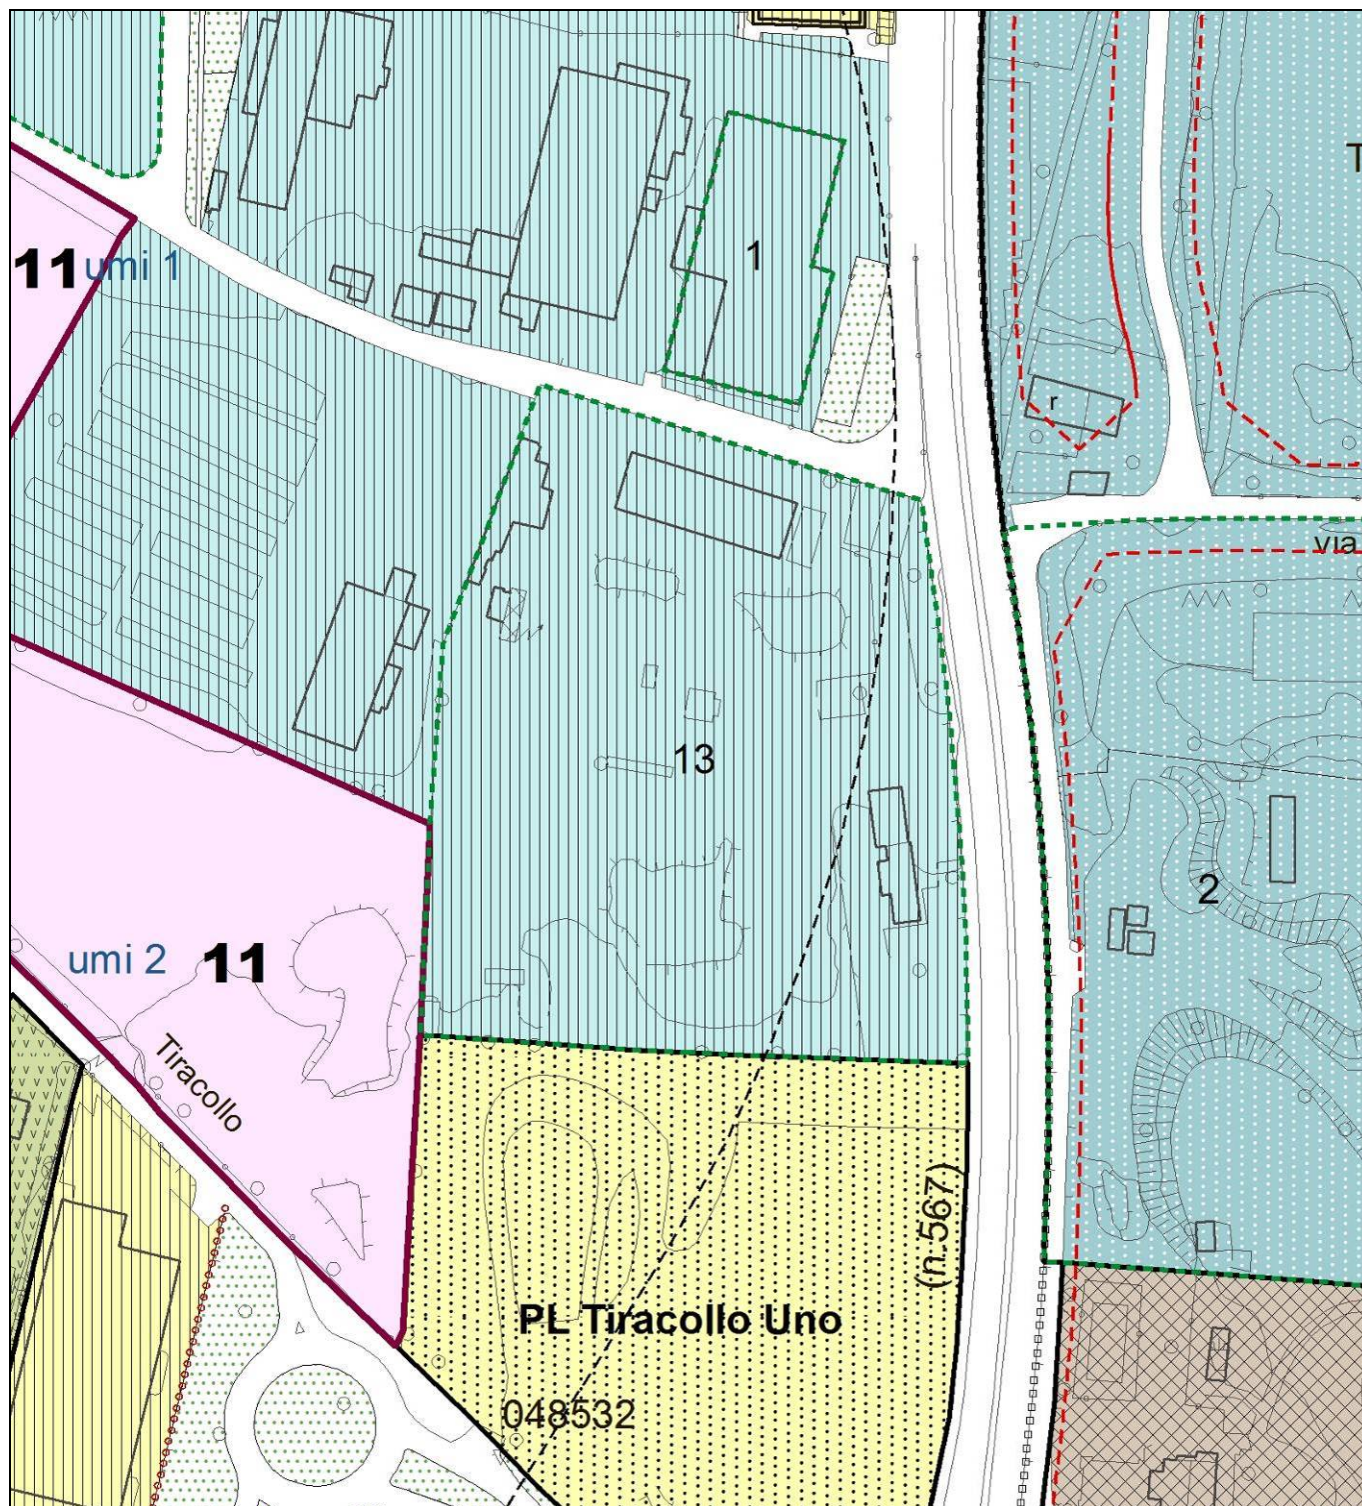 T
11 umi 1
1
r
via
13
2
umi 2 11
Tiracollo
(n.567)
PL Tiracollo Uno
048532